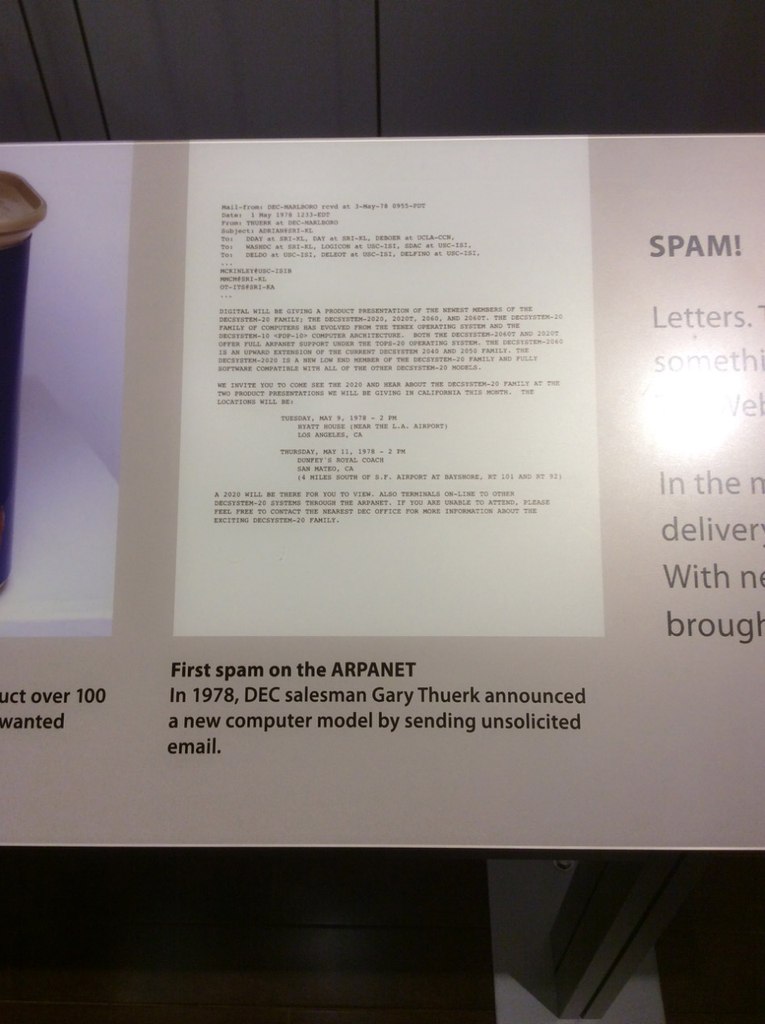 Mail-from: DEC-MARLBORO rcvd at 3-May-78 0955-PDT
Date: 1 May 1978 1233-EDT
From: THUERK at DEC-MARLBORO
Subject: ADRIAN@SRI-KL
To: DDAY at SRI-KL, DAY at SRI-KL, DEBOER at UCLA-CCN,
To: WASHDC at SRI-KL, LOGICON at USC-ISI, SDAC at USC-ISI,
To: DELDO at USC-ISI, DELEOT at USC-ISI, DELFINO at USC-ISI,
...
MCKINLEY@USC-ISIB
MMCM@SRI-KL
OT-ITS@SRI-KA
...
DIGITAL WILL BE GIVING A PRODUCT PRESENTATION OF THE NEWEST MEMBERS OF THE
DECSYSTEM-20 FAMILY; THE DECSYSTEM-2020, 2020T, 2060, AND 2060T. THE DECSYSTEM-20
FAMILY OF COMPUTERS HAS EVOLVED FROM THE TENEX OPERATING SYSTEM AND THE
DECSYSTEM-10 <PDP-10> COMPUTER ARCHITECTURE. BOTH THE DECSYSTEM-2060T AND 2020T
OFFER FULL ARPANET SUPPORT UNDER THE TOPS-20 OPERATING SYSTEM. THE DECSYSTEM-2060
IS AN UPWARD EXTENSION OF THE CURRENT DECSYSTEM 2040 AND 2050 FAMILY. THE
DECSYSTEM-2020 IS A NEW LOW END MEMBER OF THE DECSYSTEM-20 FAMILY AND FULLY
SOFTWARE COMPATIBLE WITH ALL OF THE OTHER DECSYSTEM-20 MODELS.
WE INVITE YOU TO COME SEE THE 2020 AND HEAR ABOUT THE DECSYSTEM-20 FAMILY AT THE
TWO PRODUCT PRESENTATIONS WE WILL BE GIVING IN CALIFORNIA THIS MONTH. THE
LOCATIONS WILL BE:
TUESDAY, MAY 9, 1978 - 2 PM
HYATT HOUSE (NEAR THE L.A. AIRPORT)
LOS ANGELES, CA
THURSDAY, MAY 11, 1978 - 2 PM
DUNFEY'S ROYAL COACH
SAN MATEO, CA
(4 MILES SOUTH OF S.F. AIRPORT AT BAYSHORE, RT 101 AND RT 92)
A 2020 WILL BE THERE FOR YOU TO VIEW. ALSO TERMINALS ON-LINE TO OTHER
DECSYSTEM-20 SYSTEMS THROUGH THE ARPANET. IF YOU ARE UNABLE TO ATTEND, PLEASE
FEEL FREE TO CONTACT THE NEAREST DEC OFFICE FOR MORE INFORMATION ABOUT THE
EXCITING DECSYSTEM-20 FAMILY.
First spam on the ARPANET
In 1978, DEC salesman Gary Thuerk announced
a new computer model by sending unsolicited
email.
uct over 100
wanted
SPAM!
Letters. T
somethi
Web
In the m
delivery
With ne
brough